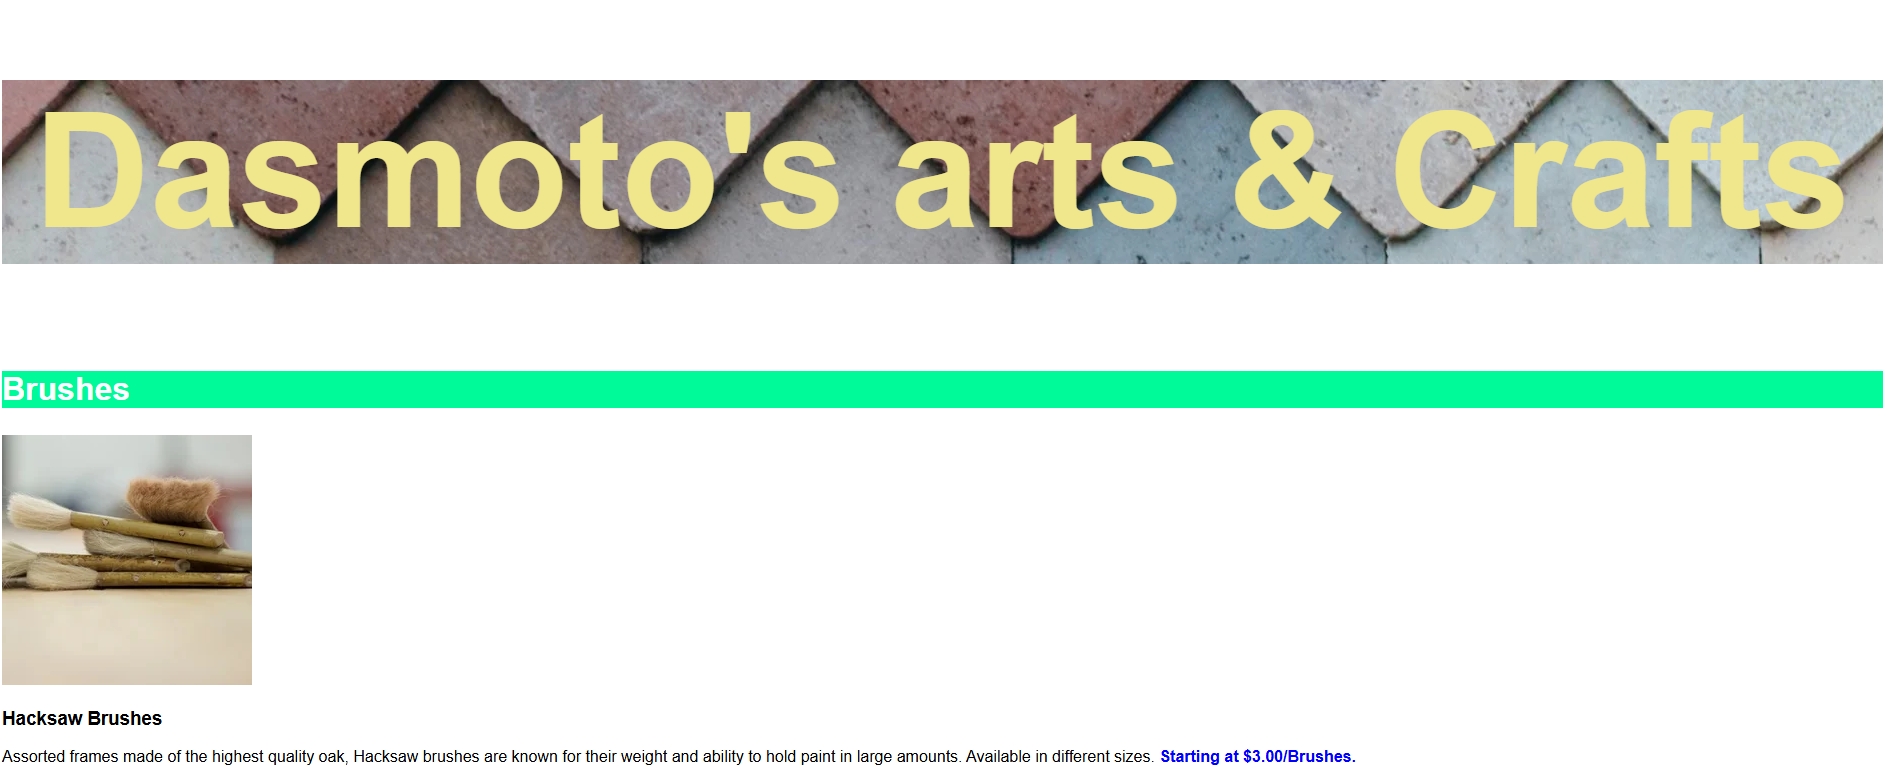 Dasmoto's arts & Crafts
Brushes
Hacksaw Brushes
Assorted frames made of the highest quality oak, Hacksaw brushes are known for their weight and ability to hold paint in large amounts. Available in different sizes. Starting at $3.00/Brushes.